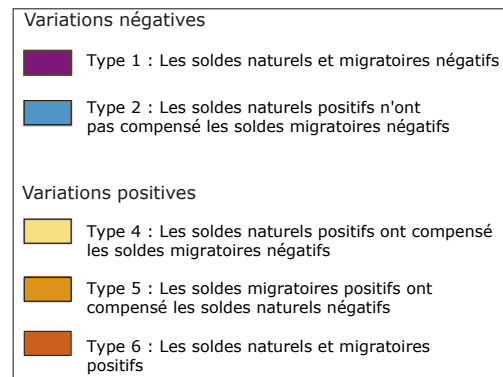 Variations négatives
Type 1 : Les soldes naturels et migratoires négatifs
Type 2 : Les soldes naturels positifs n'ont
pas compensé les soldes migratoires négatifs
Variations positives
Type 4 : Les soldes naturels positifs ont compensé
les soldes migratoires négatifs
Type 5 : Les soldes migratoires positifs ont
compensé les soldes naturels négatifs
Type 6 : Les soldes naturels et migratoires
positifs